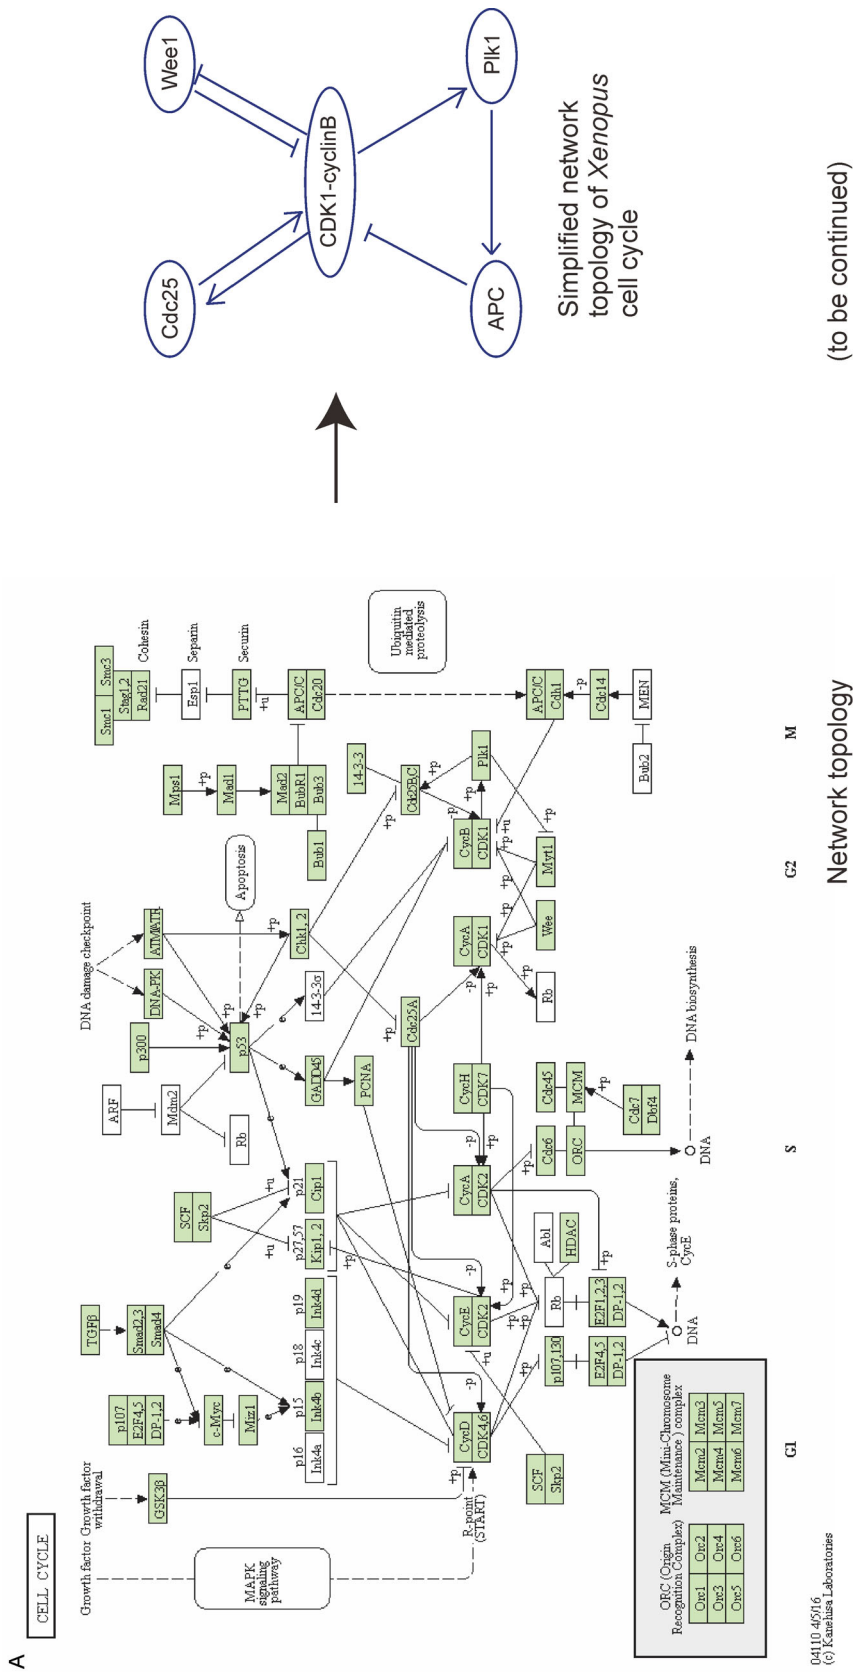 A
CELL CYCLE
Growth factor
Growth factor
withdrawal
MAPK
signaling
pathway
GSK3β
R-point
(START)
+p
p107
E2F4,5
DP-1,2
TGFβ
Smad2,3
Smad4
e
e
e
c-Myc
Miz1
p16
Ink4a
p15
Ink4b
p18
Ink4c
p19
Ink4d
p27,57
Kip1,2
p21
Cip1
SCF
Skp2
+u
+u
+p
ARF
Mdm2
Rb
p300
DNA damage checkpoint
DNA-PK
ATM/ATR
+p
+p
+p
+p
p53
e
e
e
Apoptosis
GADD45
14-3-3σ
PCNA
Chk1, 2
+p
+p
Mps1
+p
Mad1
Mad2
BubR1
Bub3
Bub1
Smc1
Smc3
Stag1,2
Rad21
Cohesin
Esp1
Separin
PTTG
Securin
+u
APC/C
Cdc20
Ubiquitin
mediated
proteolysis
14-3-3
Cdc25B,C
Cdc25A
+p
-p
CycD
CDK4,6
-p
CycE
CDK2
-p
+u
+p
CycA
CDK2
-p
+p
CycH
CDK7
CycA
CDK1
-p
+p
+p
+p
CycB
CDK1
+p
+p
+u
Plk1
+p
APC/C
Cdh1
-p
Cdc14
MEN
Bub2
Myt1
Wee
+p
+p
Rb
SCF
Skp2
+p
p107,130
+p
+p
Rb
Abl
HDAC
E2F4,5
DP-1,2
E2F1,2,3
DP-1,2
+p
+p
Cdc6
Cdc45
ORC
MCM
+p
Cdc7
Dbf4
DNA
S-phase proteins,
CycE
DNA
DNA biosynthesis
ORC (Origin
Recognition Complex)
Orc1
Orc2
Orc3
Orc4
Orc5
Orc6
MCM (Mini-Chromosome
Maintenance ) complex
Mcm2
Mcm3
Mcm4
Mcm5
Mcm6
Mcm7
G1
S
G2
M
04110 4/5/16
(c) Kanehisa Laboratories
Network topology
Cdc25
Wee1
CDK1-cyclinB
APC
Plk1
Simplified network
topology of Xenopus
cell cycle
(to be continued)